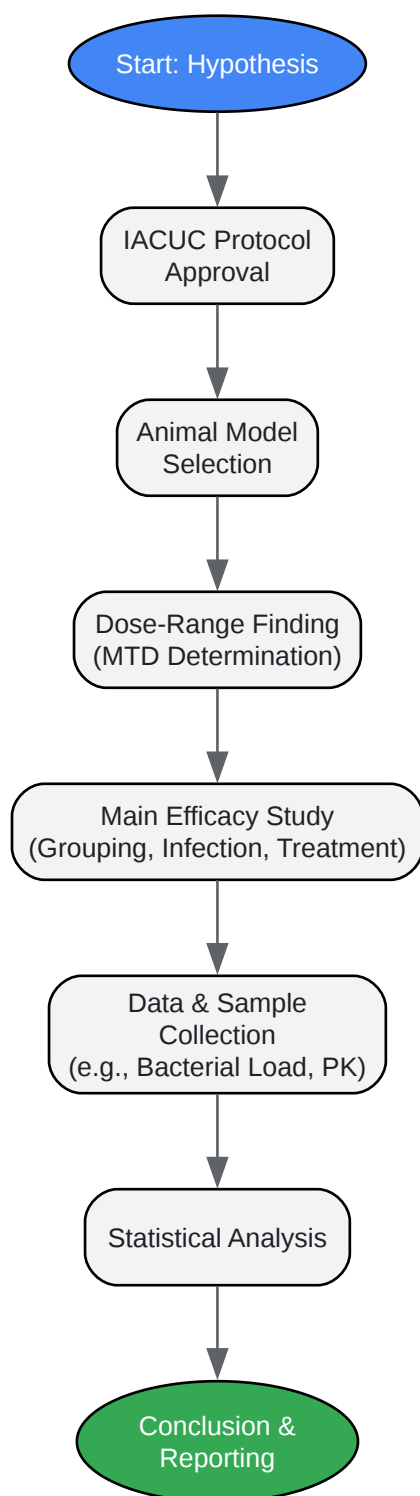 Start: Hypothesis
IACUC Protocol
Approval
Animal Model
Selection
Dose-Range Finding
(MTD Determination)
Main Efficacy Study
(Grouping, Infection, Treatment)
Data & Sample
Collection
(e.g., Bacterial Load, PK)
Statistical Analysis
Conclusion &
Reporting